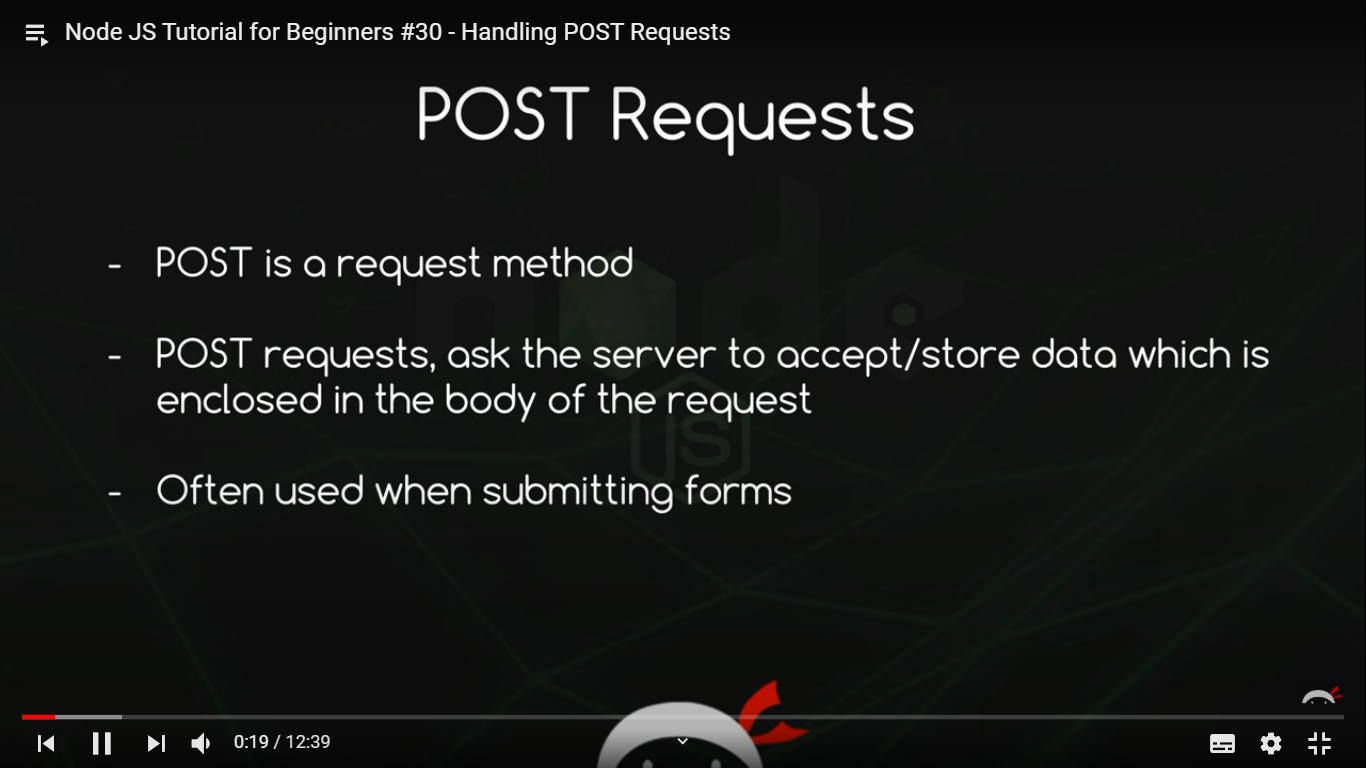 Node JS Tutorial for Beginners #30 - Handling POST Requests
POST Requests
- POST is a request method
- POST requests, ask the server to accept/store data which is
enclosed in the body of the request
- Often used when submitting forms
node
JS
0:19 / 12:39